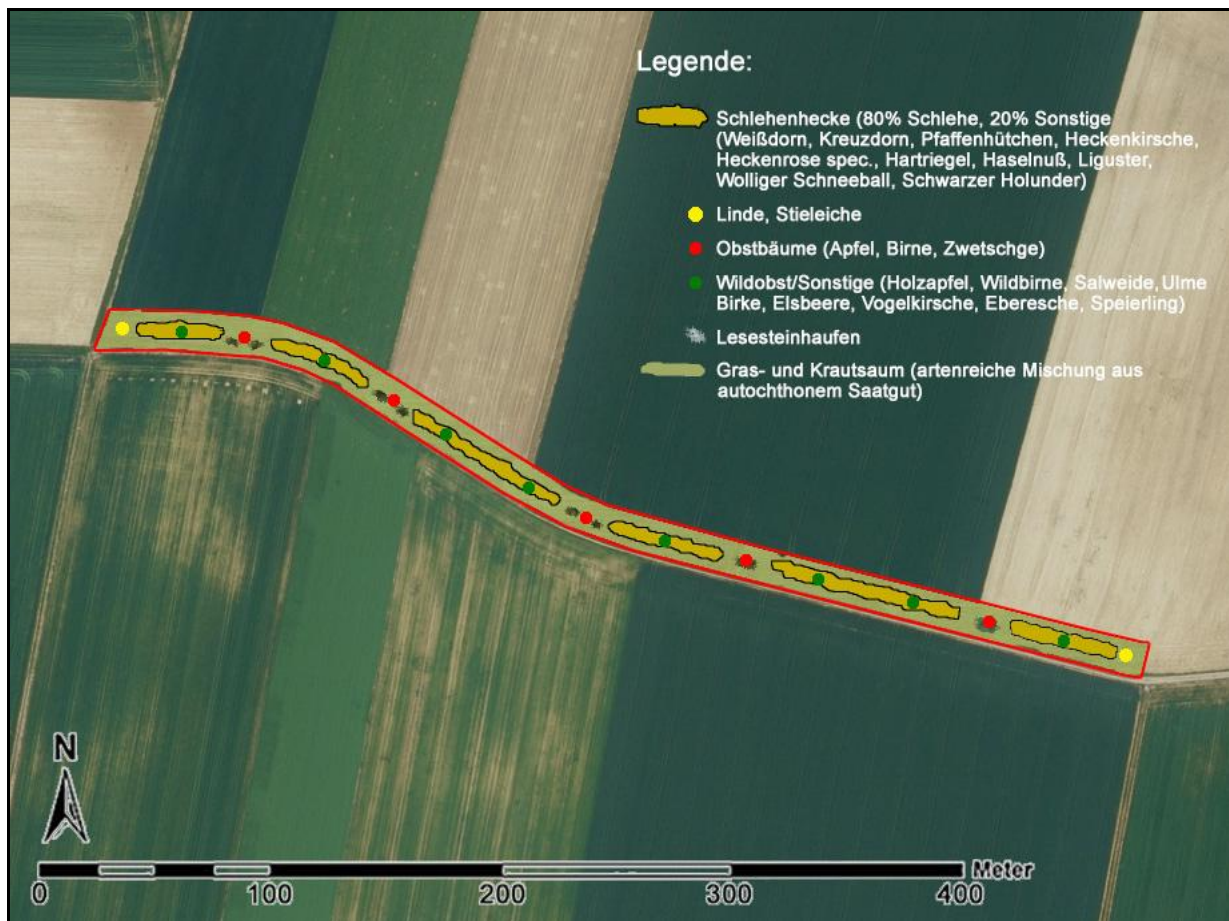 Legende:
Schlehenhecke (80% Schlehe, 20% Sonstige
(Weißdorn, Kreuzdorn, Pfaffenhütchen, Heckenkirsche,
Heckenrose spec., Hartriegel, Haselnuß, Liguster,
Wolliger Schneeball, Schwarzer Holunder)
Linde, Stieleiche
Obstbäume (Apfel, Birne, Zwetschge)
Wildobst/Sonstige (Holzapfel, Wildbirne, Salweide, Ulme
Birke, Elsbeere, Vogelkirsche, Eberesche, Speierling)
Lesesteinhaufen
Gras- und Krautsaum (artenreiche Mischung aus
autochthonem Saatgut)
N
Meter
0 100 200 300 400